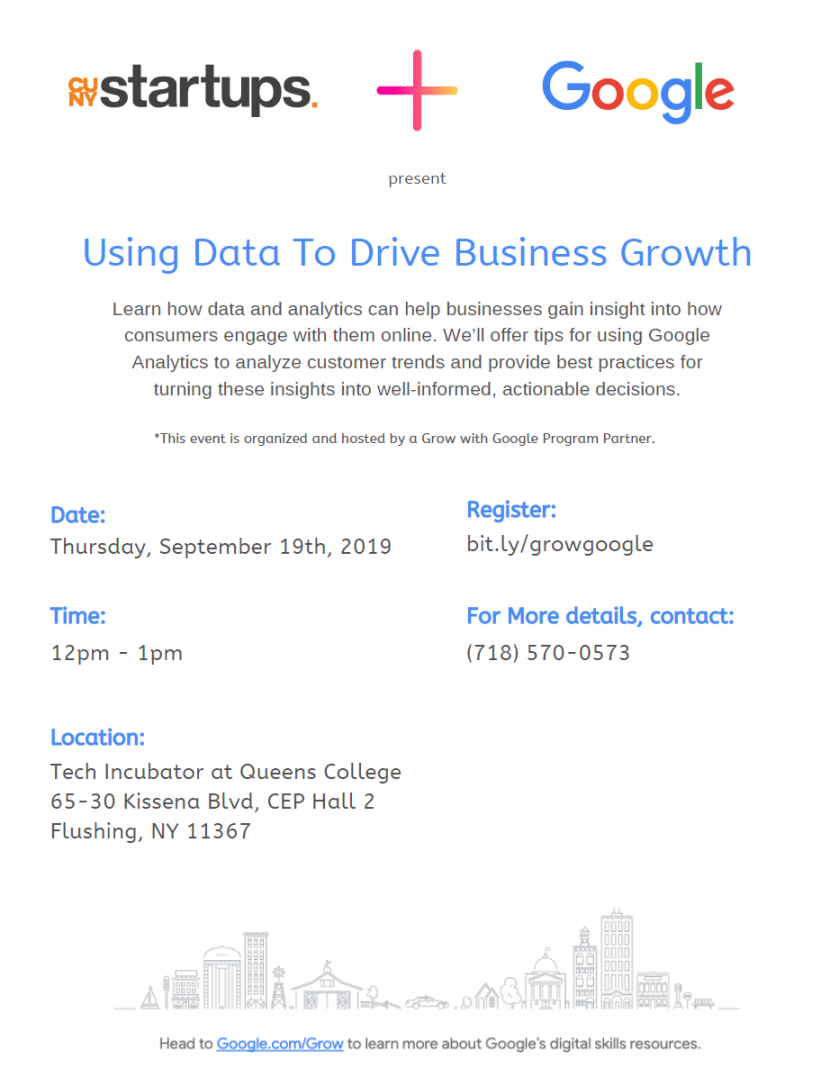 CU
NY startups.
Google
present
Using Data To Drive Business Growth
Learn how data and analytics can help businesses gain insight into how
consumers engage with them online. We’ll offer tips for using Google
Analytics to analyze customer trends and provide best practices for
turning these insights into well-informed, actionable decisions.
*This event is organized and hosted by a Grow with Google Program Partner.
Date:
Thursday, September 19th, 2019
Register:
bit.ly/growgoogle
Time:
12pm - 1pm
For More details, contact:
(718) 570-0573
Location:
Tech Incubator at Queens College
65-30 Kissena Blvd, CEP Hall 2
Flushing, NY 11367
Head to Google.com/Grow to learn more about Google's digital skills resources.